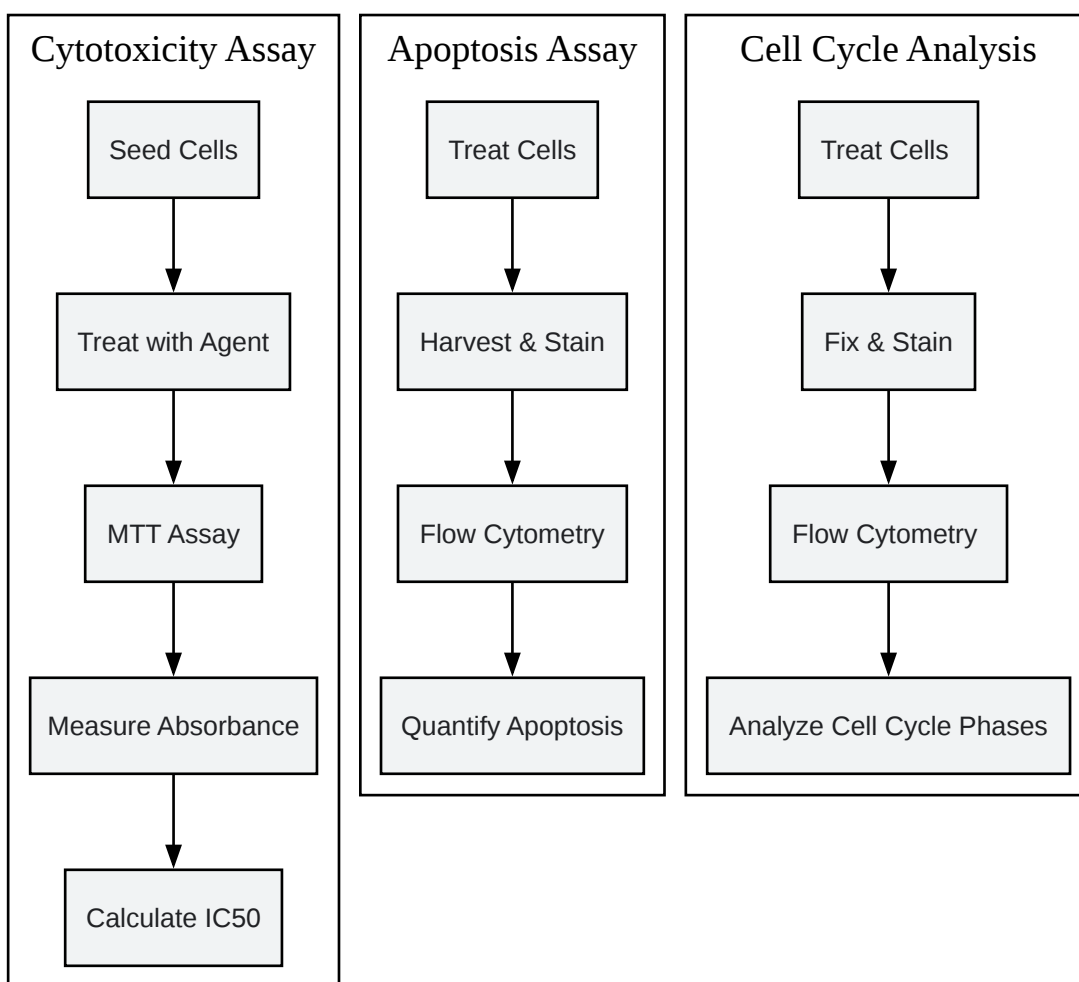 Cytotoxicity Assay
Seed Cells
Treat with Agent
MTT Assay
Measure Absorbance
Calculate IC50
Apoptosis Assay
Treat Cells
Harvest & Stain
Flow Cytometry
Quantify Apoptosis
Cell Cycle Analysis
Treat Cells
Fix & Stain
Flow Cytometry
Analyze Cell Cycle Phases